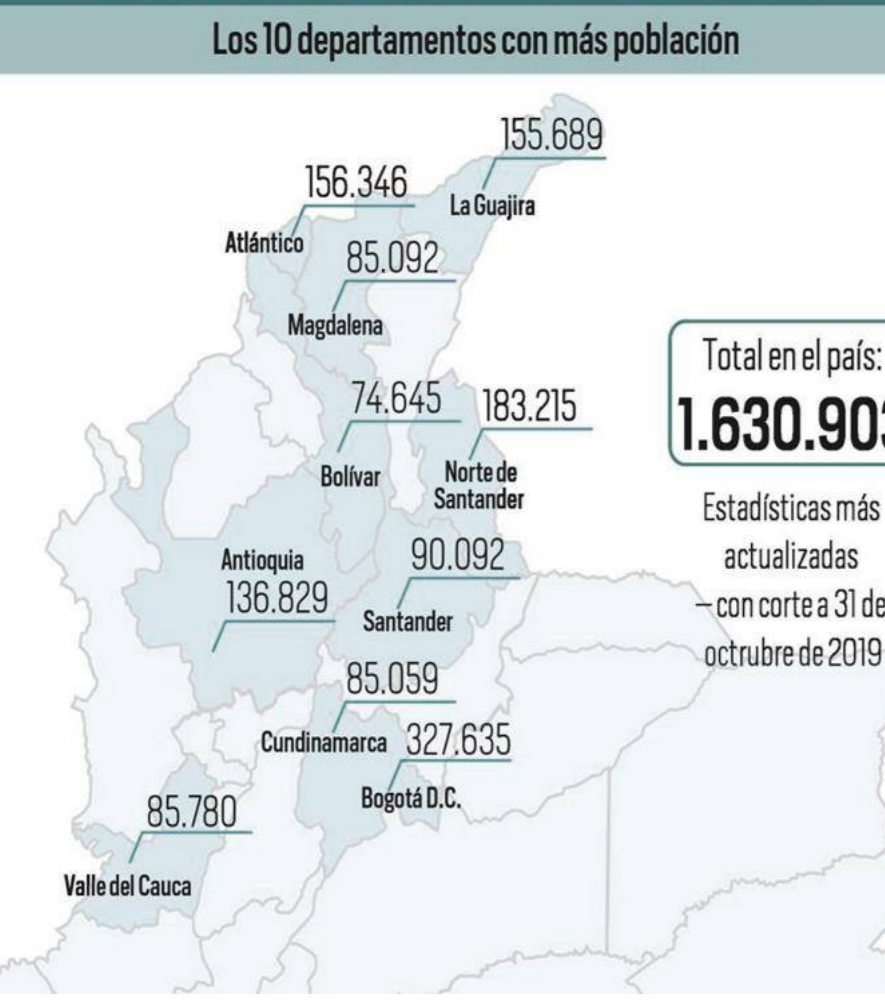 Los 10 departamentos con más población
155.689
La Guajira
156.346
Atlántico
85.092
Magdalena
74.645
Bolívar
183.215
Norte de
Santander
Antioquia
136.829
90.092
Santander
85.059
Cundinamarca
327.635
Bogotá D.C.
85.780
Valle del Cauca
Total en el país:
1.630.903
Estadísticas más
actualizadas
– con corte a 31 de
octrubre de 2019